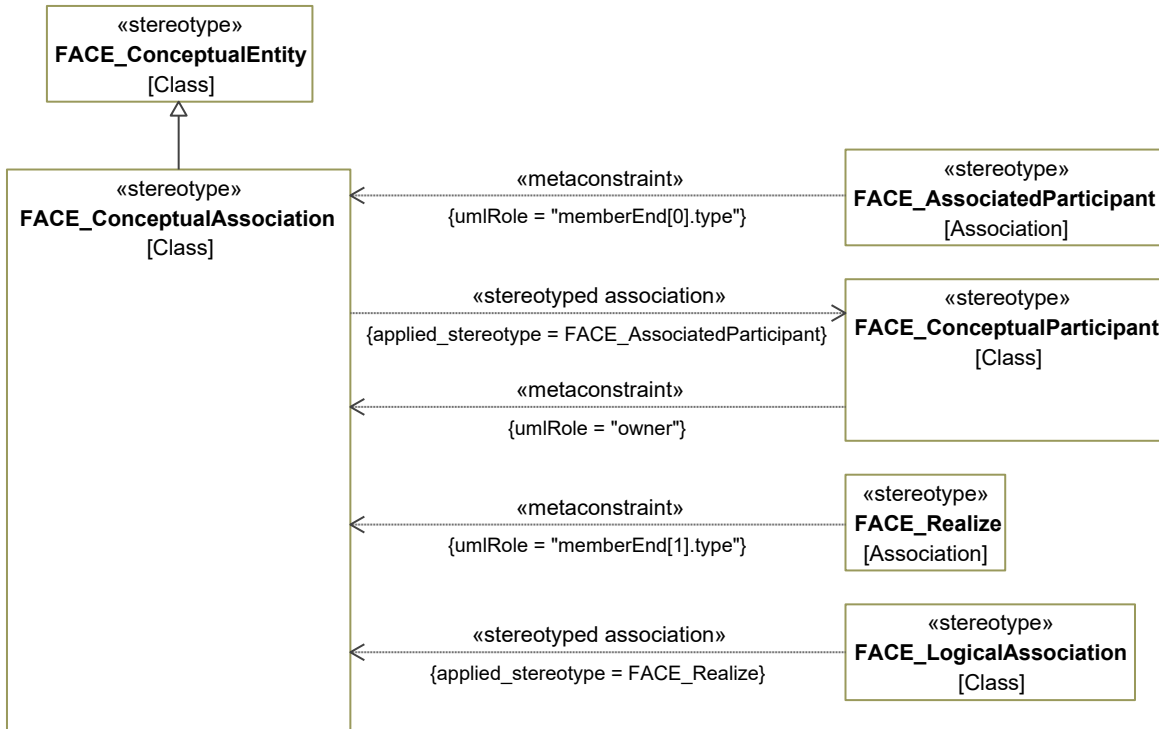 «stereotype»
FACE_ConceptualEntity
[Class]
«stereotype»
FACE_ConceptualAssociation
[Class]
«metaconstraint»
{umlRole = "memberEnd[0].type"}
«stereotype»
FACE_AssociatedParticipant
[Association]
«stereotyped association»
{applied_stereotype = FACE_AssociatedParticipant}
«stereotype»
FACE_ConceptualParticipant
[Class]
«metaconstraint»
{umlRole = "owner"}
«metaconstraint»
{umlRole = "memberEnd[1].type"}
«stereotype»
FACE_Realize
[Association]
«stereotyped association»
{applied_stereotype = FACE_Realize}
«stereotype»
FACE_LogicalAssociation
[Class]